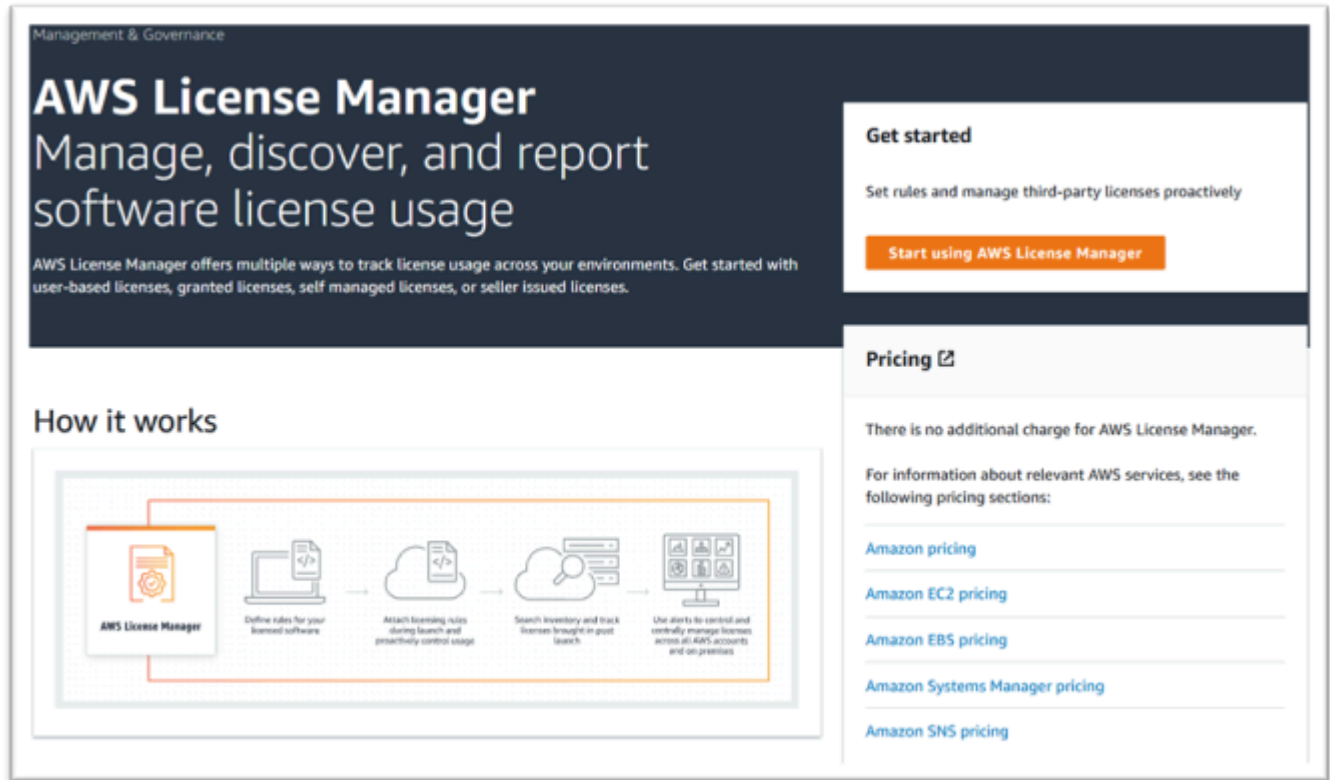 Management & Governance
AWS License Manager
Manage, discover, and report
software license usage
AWS License Manager offers multiple ways to track license usage across your environments. Get started with
user-based licenses, granted licenses, self managed licenses, or seller issued licenses.
Get started
Set rules and manage third-party licenses proactively
Start using AWS License Manager
Pricing
There is no additional charge for AWS License Manager.
For information about relevant AWS services, see the
following pricing sections:
Amazon pricing
Amazon EC2 pricing
Amazon EBS pricing
Amazon Systems Manager pricing
Amazon SNS pricing
How it works
AWS License Manager
Define rules for your
licensed software
Attach licensing rules
during launch and
proactively control usage
Search inventory and track
licenses brought in post
launch
Use alerts to control and
centrally manage licenses
across all AWS accounts
and on premises